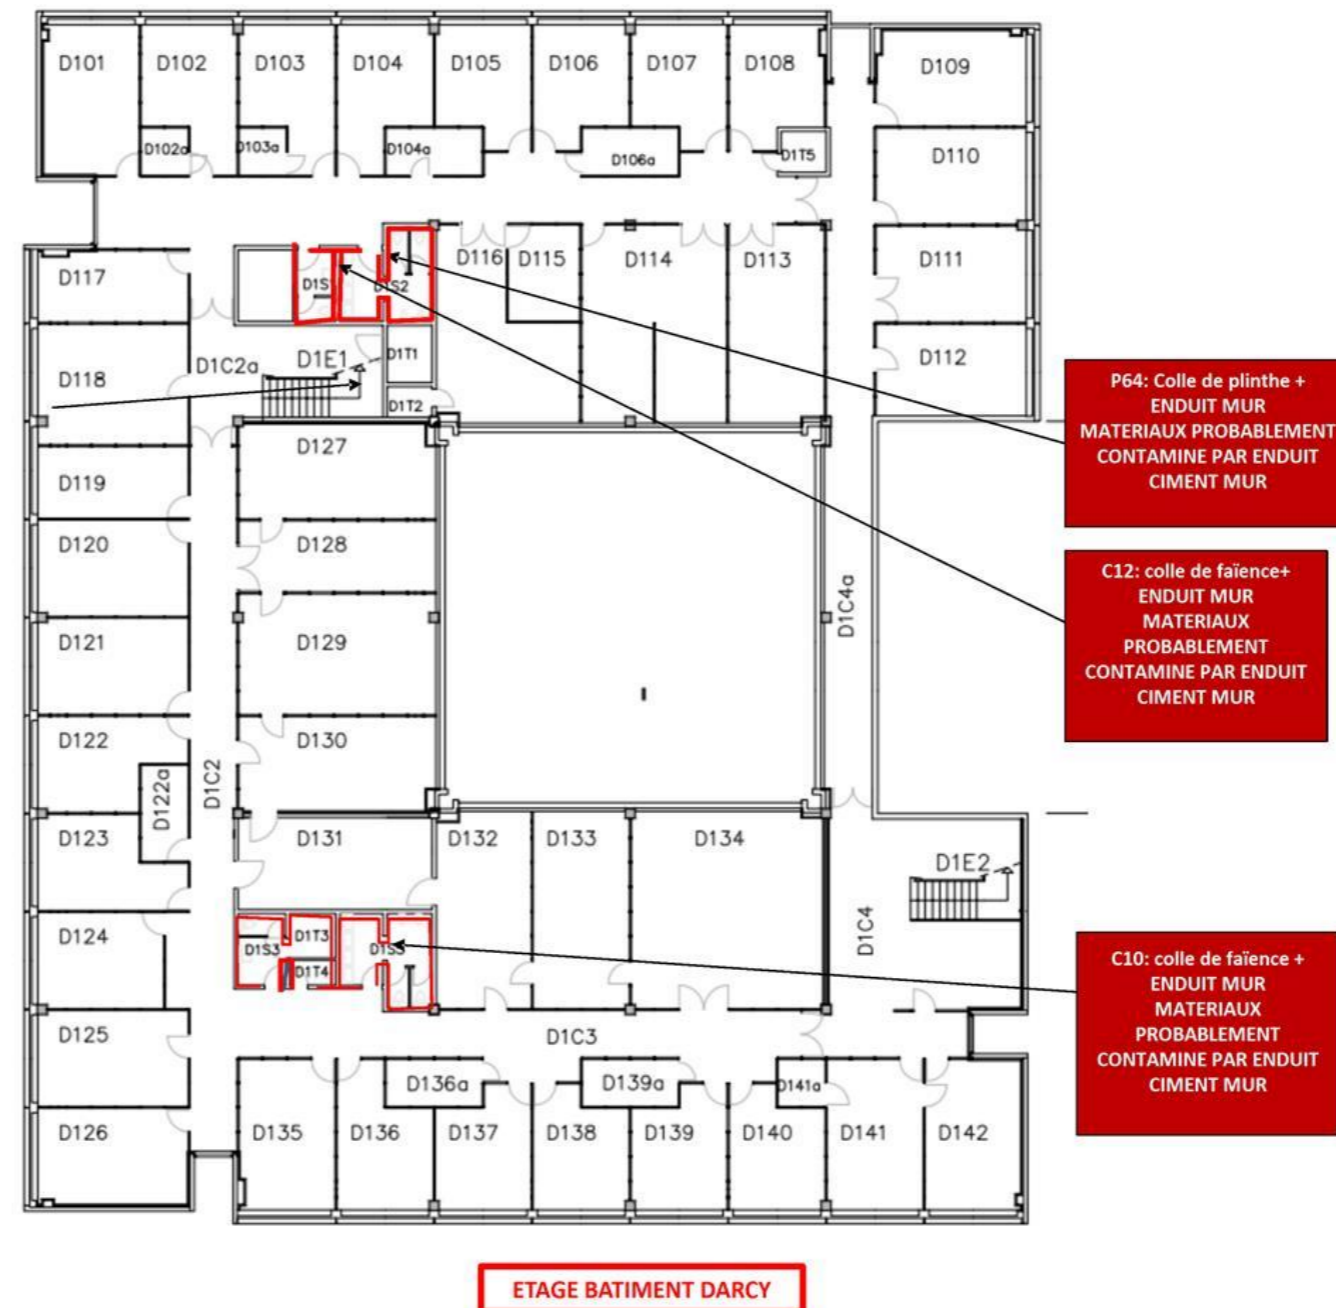 D101
D102
D103
D104
D105
D106
D107
D108
D109
D102a
D103a
D104a
D106a
D1T5
D110
D117
D1S1
D1S2
D116
D115
D114
D113
D111
D118
D1C2a
D1E1
D1T1
D1T2
D112
P64: Colle de plinthe +
ENDUIT MUR
MATERIAUX PROBABLEMENT
CONTAMINE PAR ENDUIT
CIMENT MUR
D119
D127
D120
D128
C12: colle de faïence+
ENDUIT MUR
MATERIAUX
PROBABLEMENT
CONTAMINE PAR ENDUIT
CIMENT MUR
D121
D129
D1C4a
D122
D122a
D1C2
D130
D123
D131
D132
D133
D134
D1E2
D124
D1S3
D1T3
D1T4
D1S3
D1C4
C10: colle de faïence +
ENDUIT MUR
MATERIAUX
PROBABLEMENT
CONTAMINE PAR ENDUIT
CIMENT MUR
D125
D1C3
D136a
D139a
D141a
D126
D135
D136
D137
D138
D139
D140
D141
D142
ETAGE BATIMENT DARCY